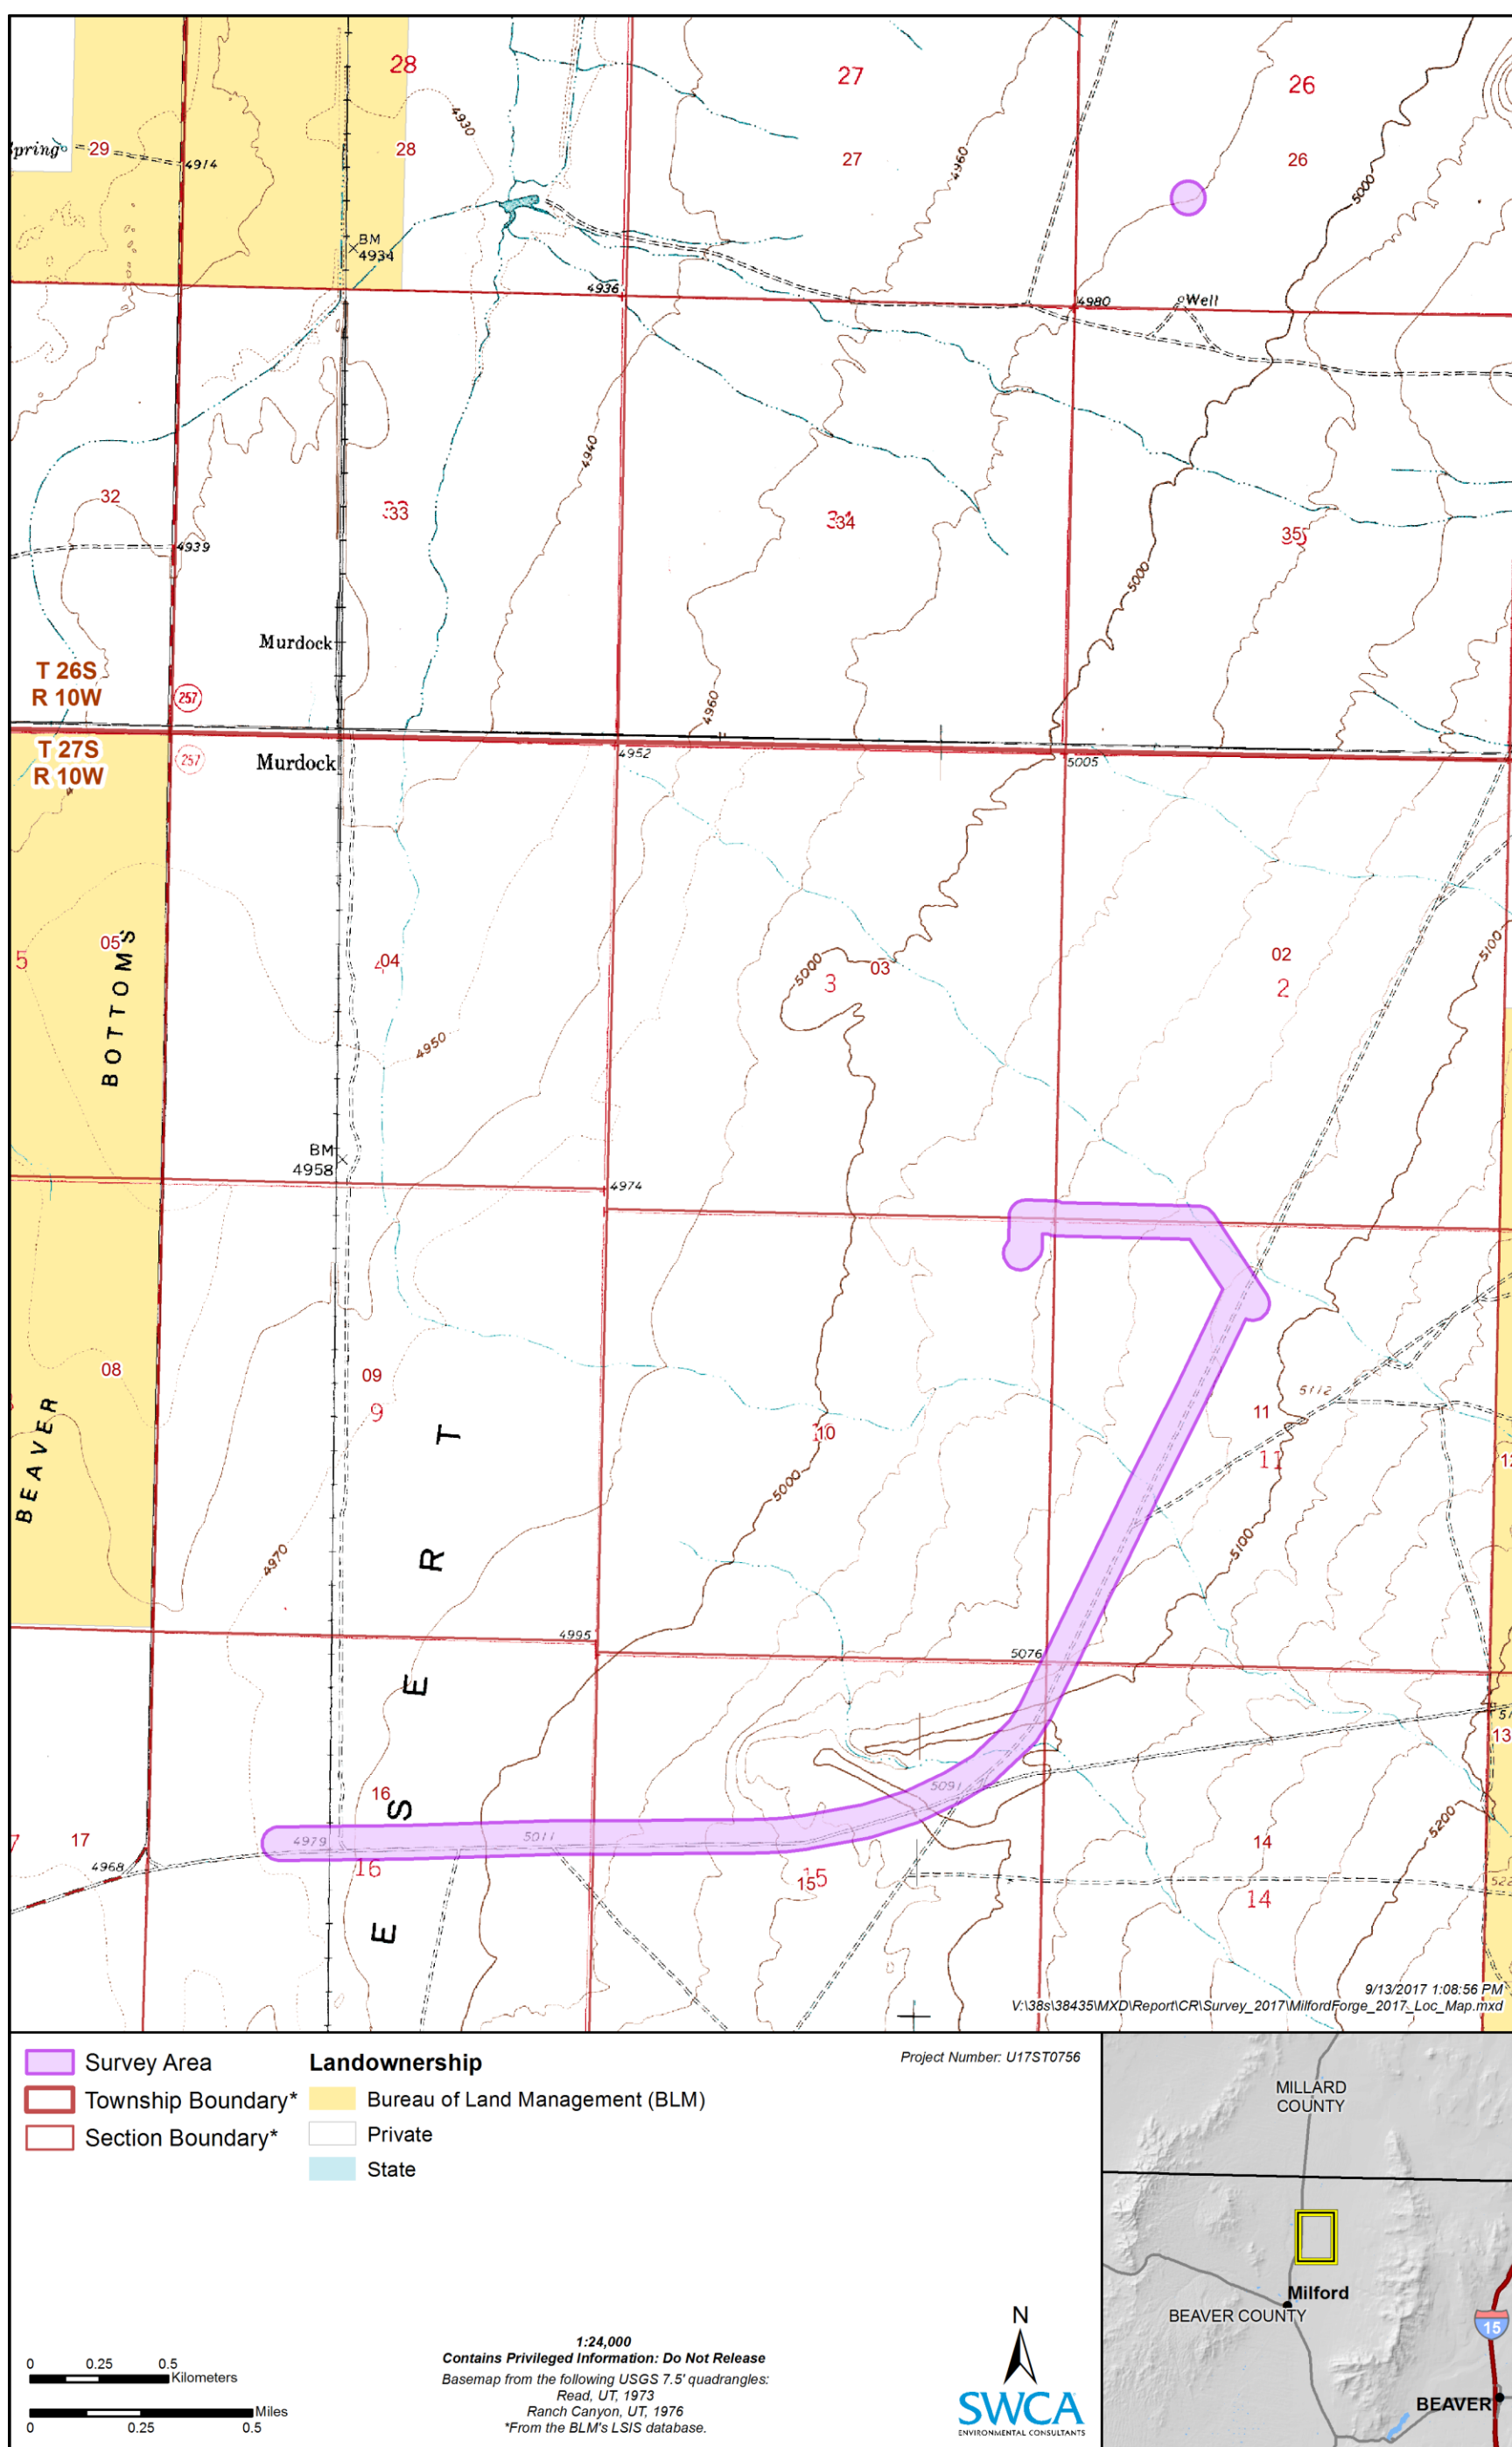 28
27
26
4930
pring
29
28
27
26
4914
4960
5000
BM
4934
4936
4980
Well
4940
32
33
34
35
4939
5000
Murdock
T 26S
R 10W
257
4960
T 27S
R 10W
257
Murdock
4952
5005
5
05
BOTTOMS
04
4950
5000
03
3
02
2
5100
BM
4958
4974
08
09
9
BEAVER
4970
T
R
E
S
E
10
5000
11
11
5112
5100
12
4995
5076
13
16
5091
17
4979
5011
4968
16
15
15
14
14
5200
9/13/2017 1:08:56 PM
V:\38s\38435\MXD\Report\CR\Survey_2017\MilfordForge_2017_Loc_Map.mxd
Survey Area
Township Boundary*
Section Boundary*
Landownership
Bureau of Land Management (BLM)
Private
State
Project Number: U17ST0756
MILLARD
COUNTY
Milford
BEAVER COUNTY
15
BEAVER
0 0.25 0.5
Kilometers
Miles
0 0.25 0.5
1:24,000
Contains Privileged Information: Do Not Release
Basemap from the following USGS 7.5' quadrangles:
Read, UT, 1973
Ranch Canyon, UT, 1976
*From the BLM's LSIS database.
N
SWCA
ENVIRONMENTAL CONSULTANTS